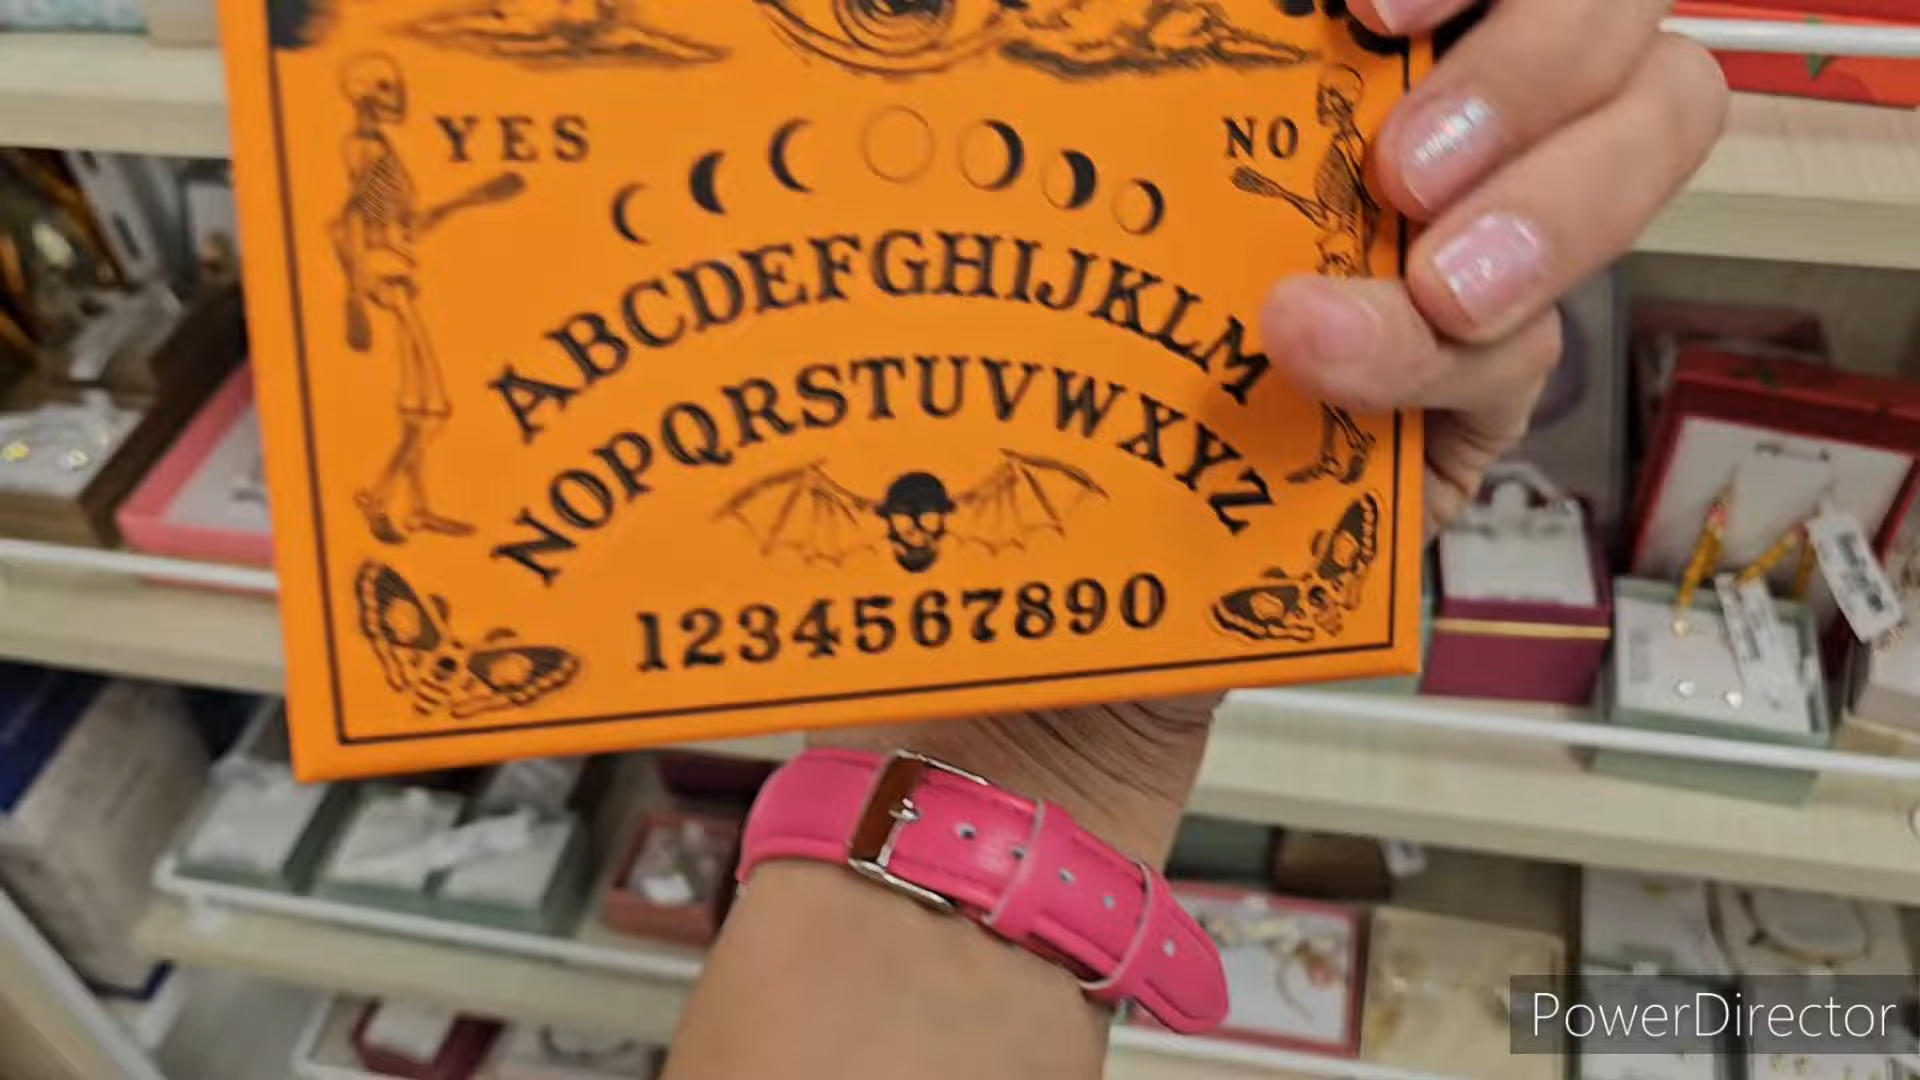 YES
NO
ABCDEFGHIJKLM
NOPQRSTUVWXYZ
1234567890
PowerDirector